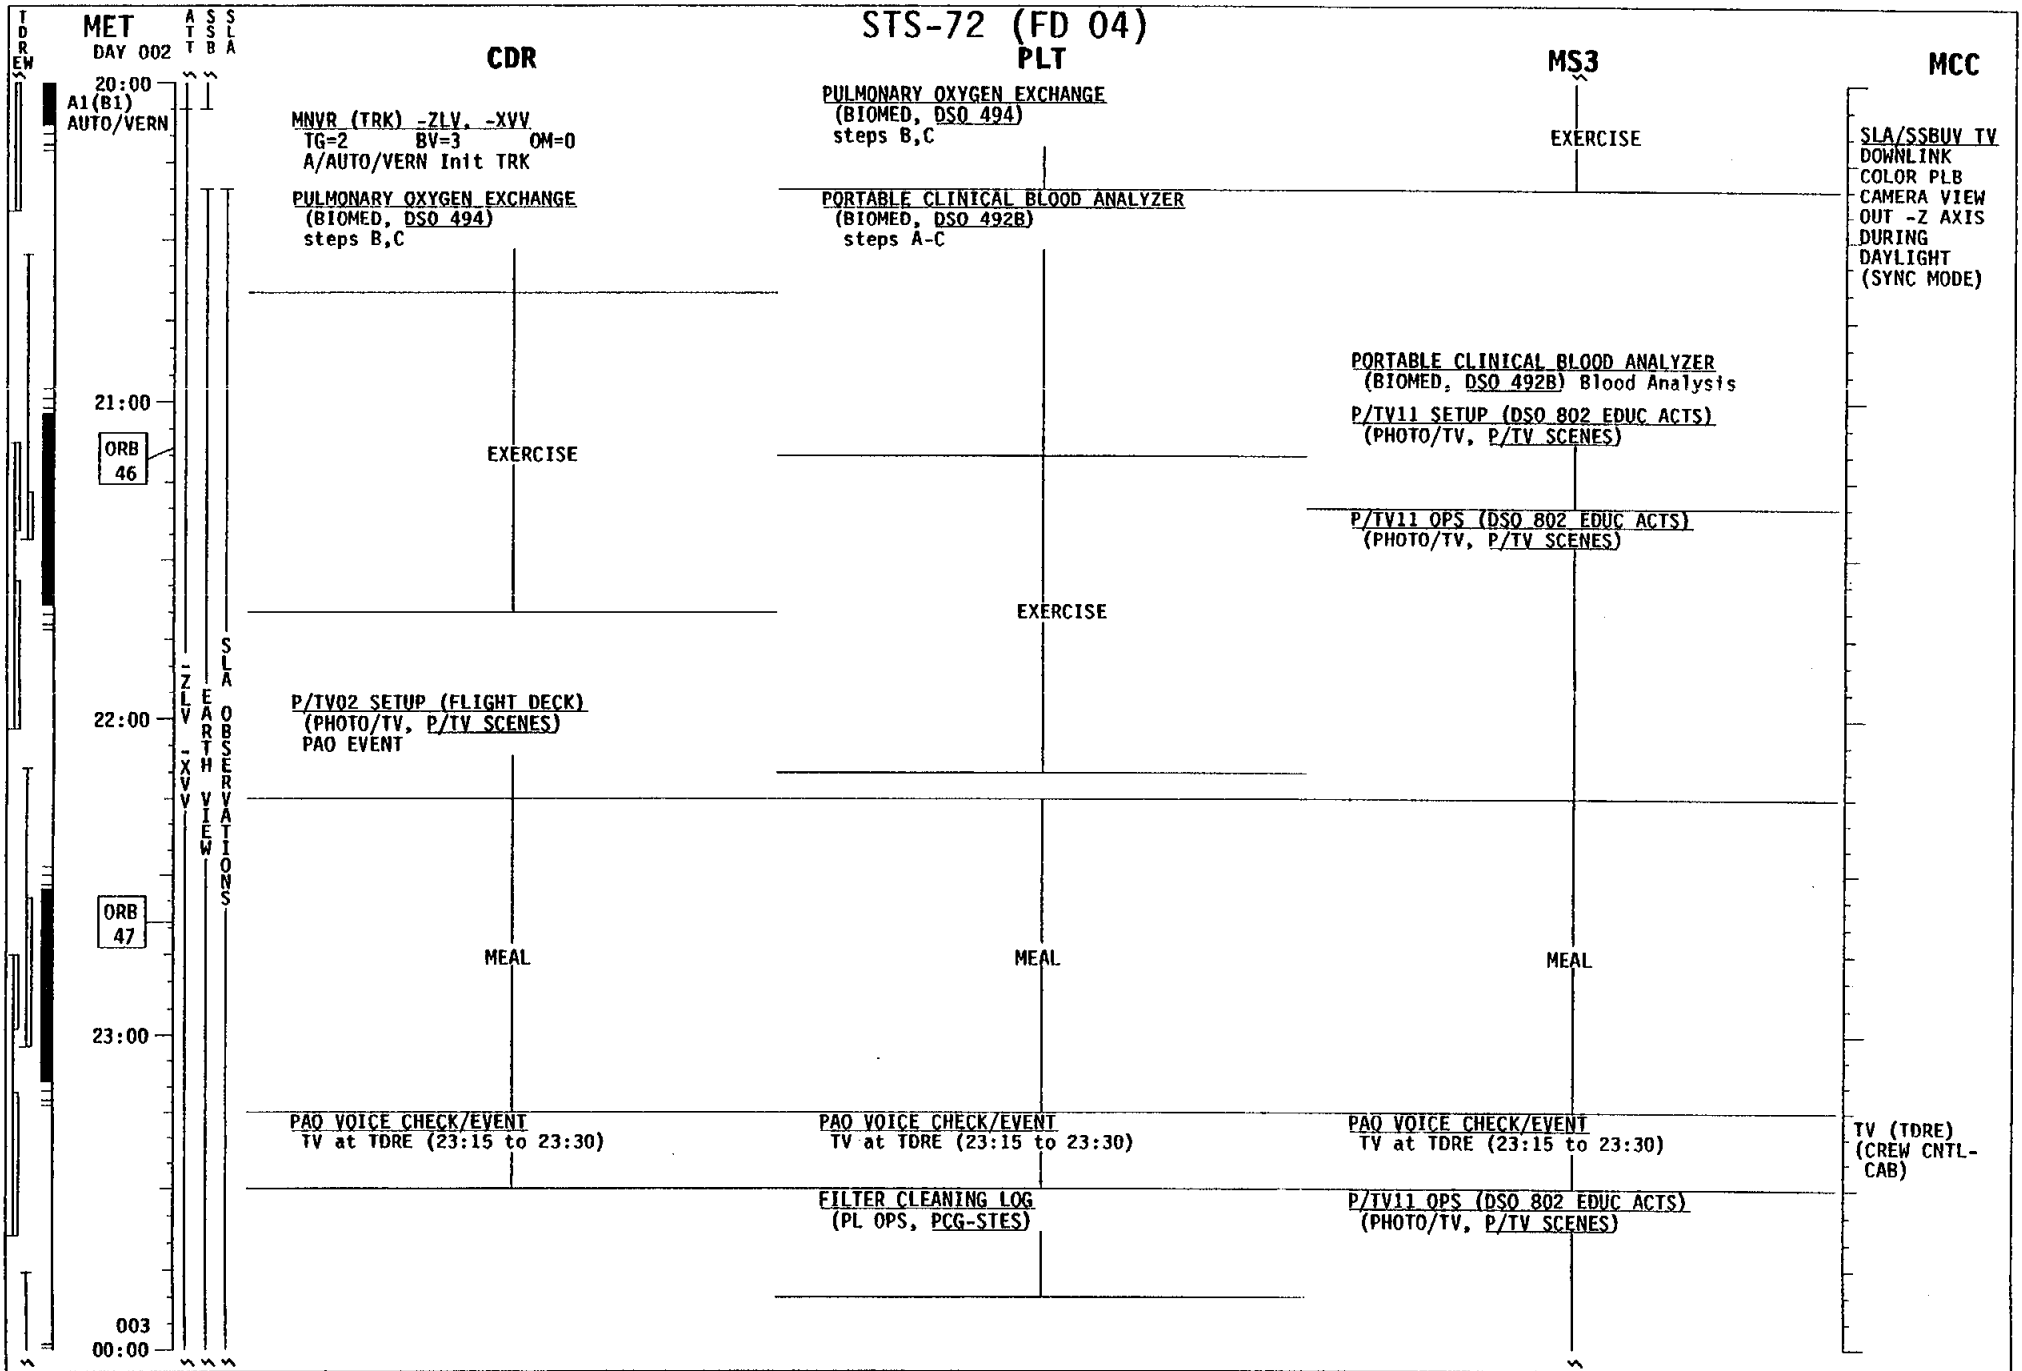 STS-72 (FD 04)
TDREW
MET
DAY 002
ATT
SSB
SLA
CDR
PLT
MS3
MCC
20:00
A1(B1)
AUTO/VERN
21:00
ORB
46
22:00
ORB
47
23:00
003
00:00
-ZLV -XVV
EARTH VIEW
SLA OBSERVATIONS
MNVR (TRK) -ZLV, -XVV
TG=2 BV=3 OM=0
A/AUTO/VERN Init TRK
PULMONARY OXYGEN EXCHANGE
(BIOMED, DSO 494)
steps B,C
EXERCISE
P/TV02 SETUP (FLIGHT DECK)
(PHOTO/TV, P/TV SCENES)
PAO EVENT
MEAL
PAO VOICE CHECK/EVENT
TV at TDRE (23:15 to 23:30)
PULMONARY OXYGEN EXCHANGE
(BIOMED, DSO 494)
steps B,C
PORTABLE CLINICAL BLOOD ANALYZER
(BIOMED, DSO 492B)
steps A-C
EXERCISE
MEAL
PAO VOICE CHECK/EVENT
TV at TDRE (23:15 to 23:30)
FILTER CLEANING LOG
(PL OPS, PCG-STES)
EXERCISE
PORTABLE CLINICAL BLOOD ANALYZER
(BIOMED, DSO 492B) Blood Analysis
P/TV11 SETUP (DSO 802 EDUC ACTS)
(PHOTO/TV, P/TV SCENES)
P/TV11 OPS (DSO 802 EDUC ACTS)
(PHOTO/TV, P/TV SCENES)
MEAL
PAO VOICE CHECK/EVENT
TV at TDRE (23:15 to 23:30)
P/TV11 OPS (DSO 802 EDUC ACTS)
(PHOTO/TV, P/TV SCENES)
SLA/SSBUV TV
DOWNLINK
COLOR PLB
CAMERA VIEW
OUT -Z AXIS
DURING
DAYLIGHT
(SYNC MODE)
TV (TDRE)
(CREW CNTL-
CAB)